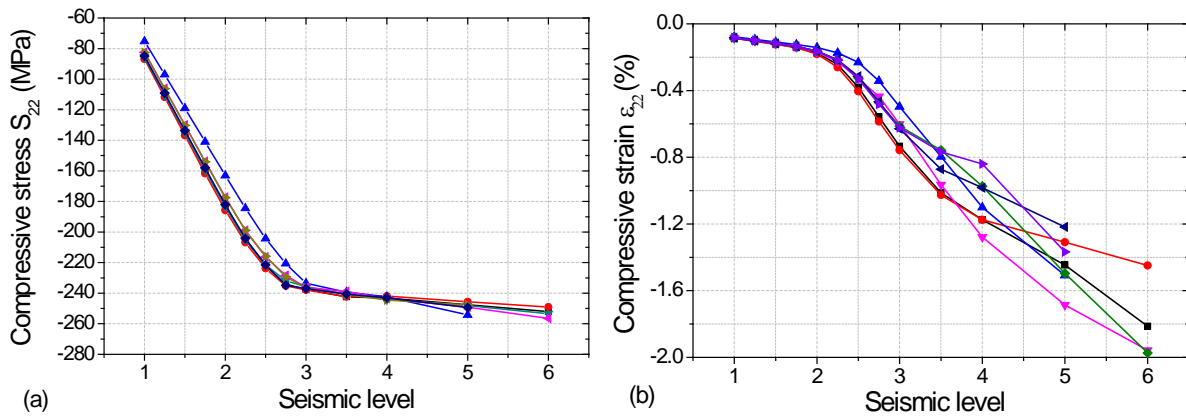 -60
-80
-100
-120
-140
-160
-180
-200
-220
-240
-260
-280
Compressive stress S22 (MPa)
1 2 3 4 5 6
Seismic level
(a)
0.0
-0.4
-0.8
-1.2
-1.6
-2.0
Compressive strain ε22 (%)
1 2 3 4 5 6
Seismic level
(b)